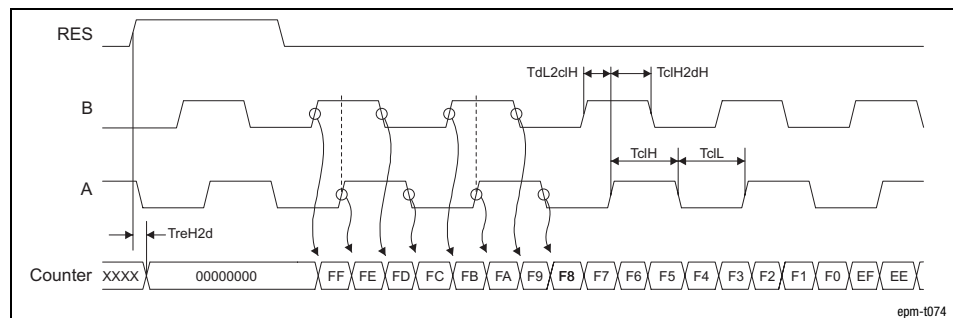 RES
TdL2clH TclH2dH
B
TclH TclL
A
TreH2d
Counter XXXX 00000000 FF FE FD FC FB FA F9 F8 F7 F6 F5 F4 F3 F2 F1 F0 EF EE
epm-t074